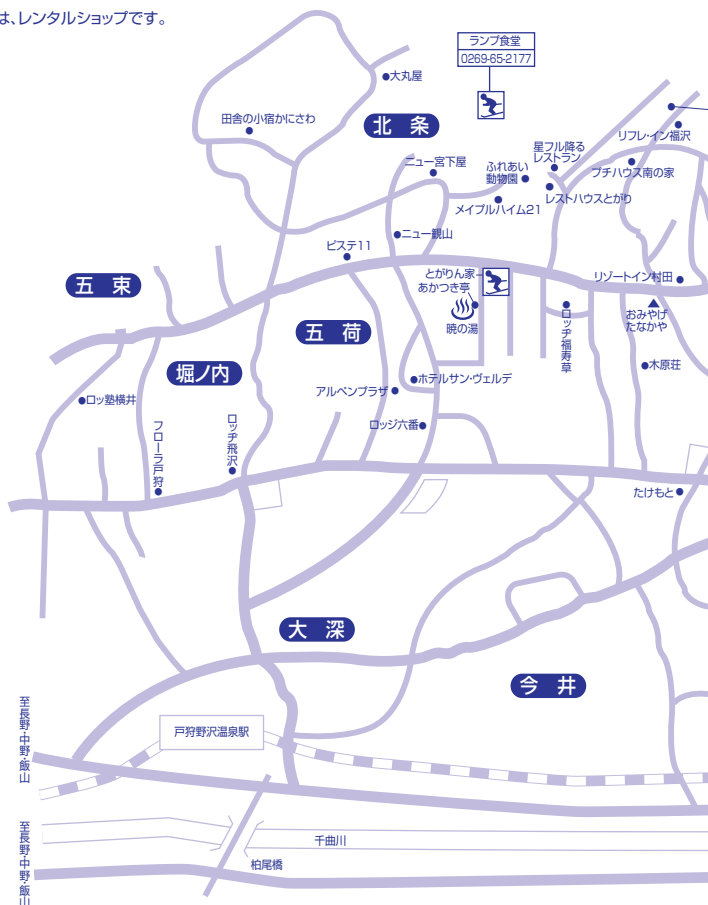 は、レンタルショップです。
ランプ食堂
0269-65-2177
大丸屋
田舎の小宿かにさわ
北 条
リフレ・イン福沢
星フル降る
レストラン
ニュー宮下屋
ふれあい
動物園
プチハウス南の家
レストハウスとがり
メイプルハイム21
ニュー観山
ピステ11
五 束
とがりん家
あかつき亭
リゾートイン村田
暁の湯
ロッヂ福寿草
おみやげ
たなかや
五 荷
堀ノ内
木原荘
ホテルサン・ヴェルデ
アルペンプラザ
ロッ塾横井
ロッジ六番
フローラ戸狩
ロッヂ飛沢
たけもと
大 深
今 井
至長野・中野・飯山
戸狩野沢温泉駅
至長野・中野・飯山
千曲川
柏尾橋